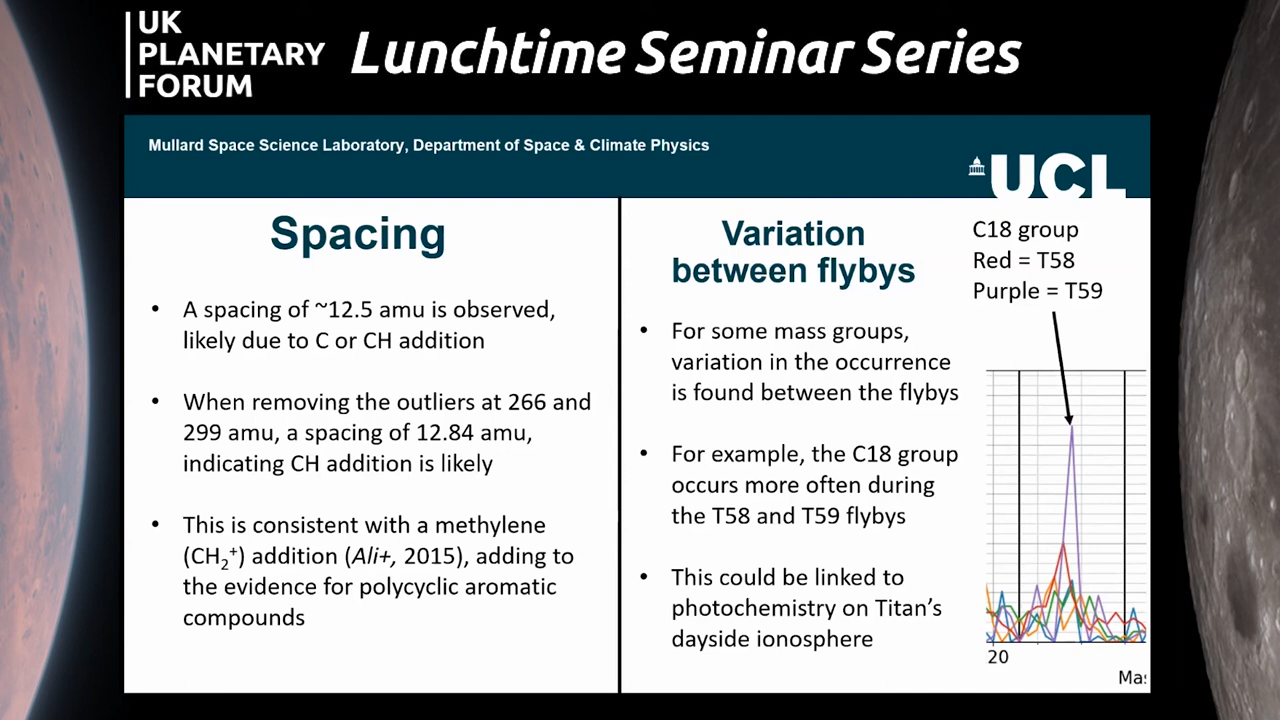 UK
PLANETARY
FORUM
Lunchtime Seminar Series
Mullard Space Science Laboratory, Department of Space & Climate Physics
UCL
Spacing
• A spacing of ~12.5 amu is observed,
likely due to C or CH addition
• When removing the outliers at 266 and
299 amu, a spacing of 12.84 amu,
indicating CH addition is likely
• This is consistent with a methylene
(CH₂⁺) addition (Ali+, 2015), adding to
the evidence for polycyclic aromatic
compounds
Variation
between flybys
• For some mass groups,
variation in the occurrence
is found between the flybys
• For example, the C18 group
occurs more often during
the T58 and T59 flybys
• This could be linked to
photochemistry on Titan's
dayside ionosphere
C18 group
Red = T58
Purple = T59
20